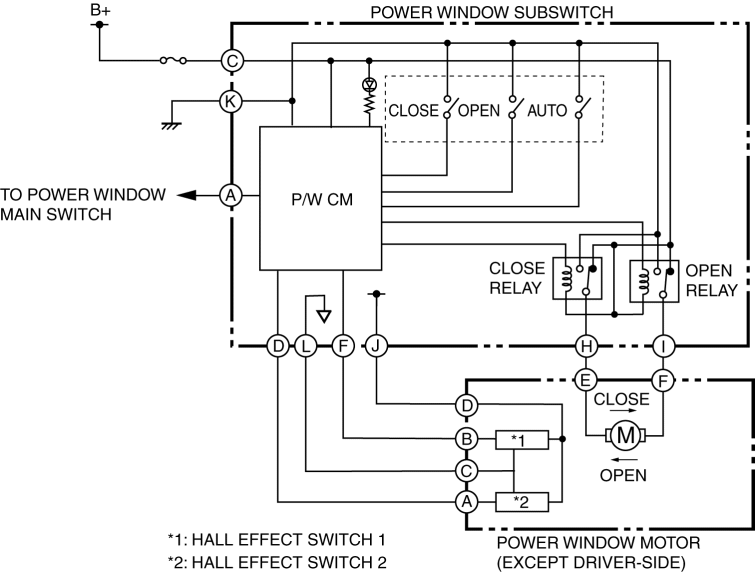 B+
POWER WINDOW SUBSWITCH
C
K
CLOSE
OPEN
AUTO
A
TO POWER WINDOW
MAIN SWITCH
P/W CM
CLOSE
RELAY
OPEN
RELAY
D
L
F
J
H
I
E
F
CLOSE
M
OPEN
D
B
*1
C
A
*2
*1: HALL EFFECT SWITCH 1
*2: HALL EFFECT SWITCH 2
POWER WINDOW MOTOR
(EXCEPT DRIVER-SIDE)